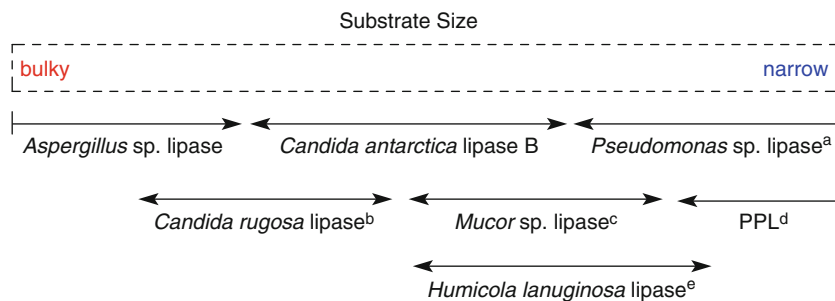 Substrate Size
bulky narrow
Aspergillus sp. lipase Candida antarctica lipase B Pseudomonas sp. lipaseᵃ
Candida rugosa lipaseᵇ Mucor sp. lipaseᶜ PPLᵈ
Humicola lanuginosa lipaseᵉ